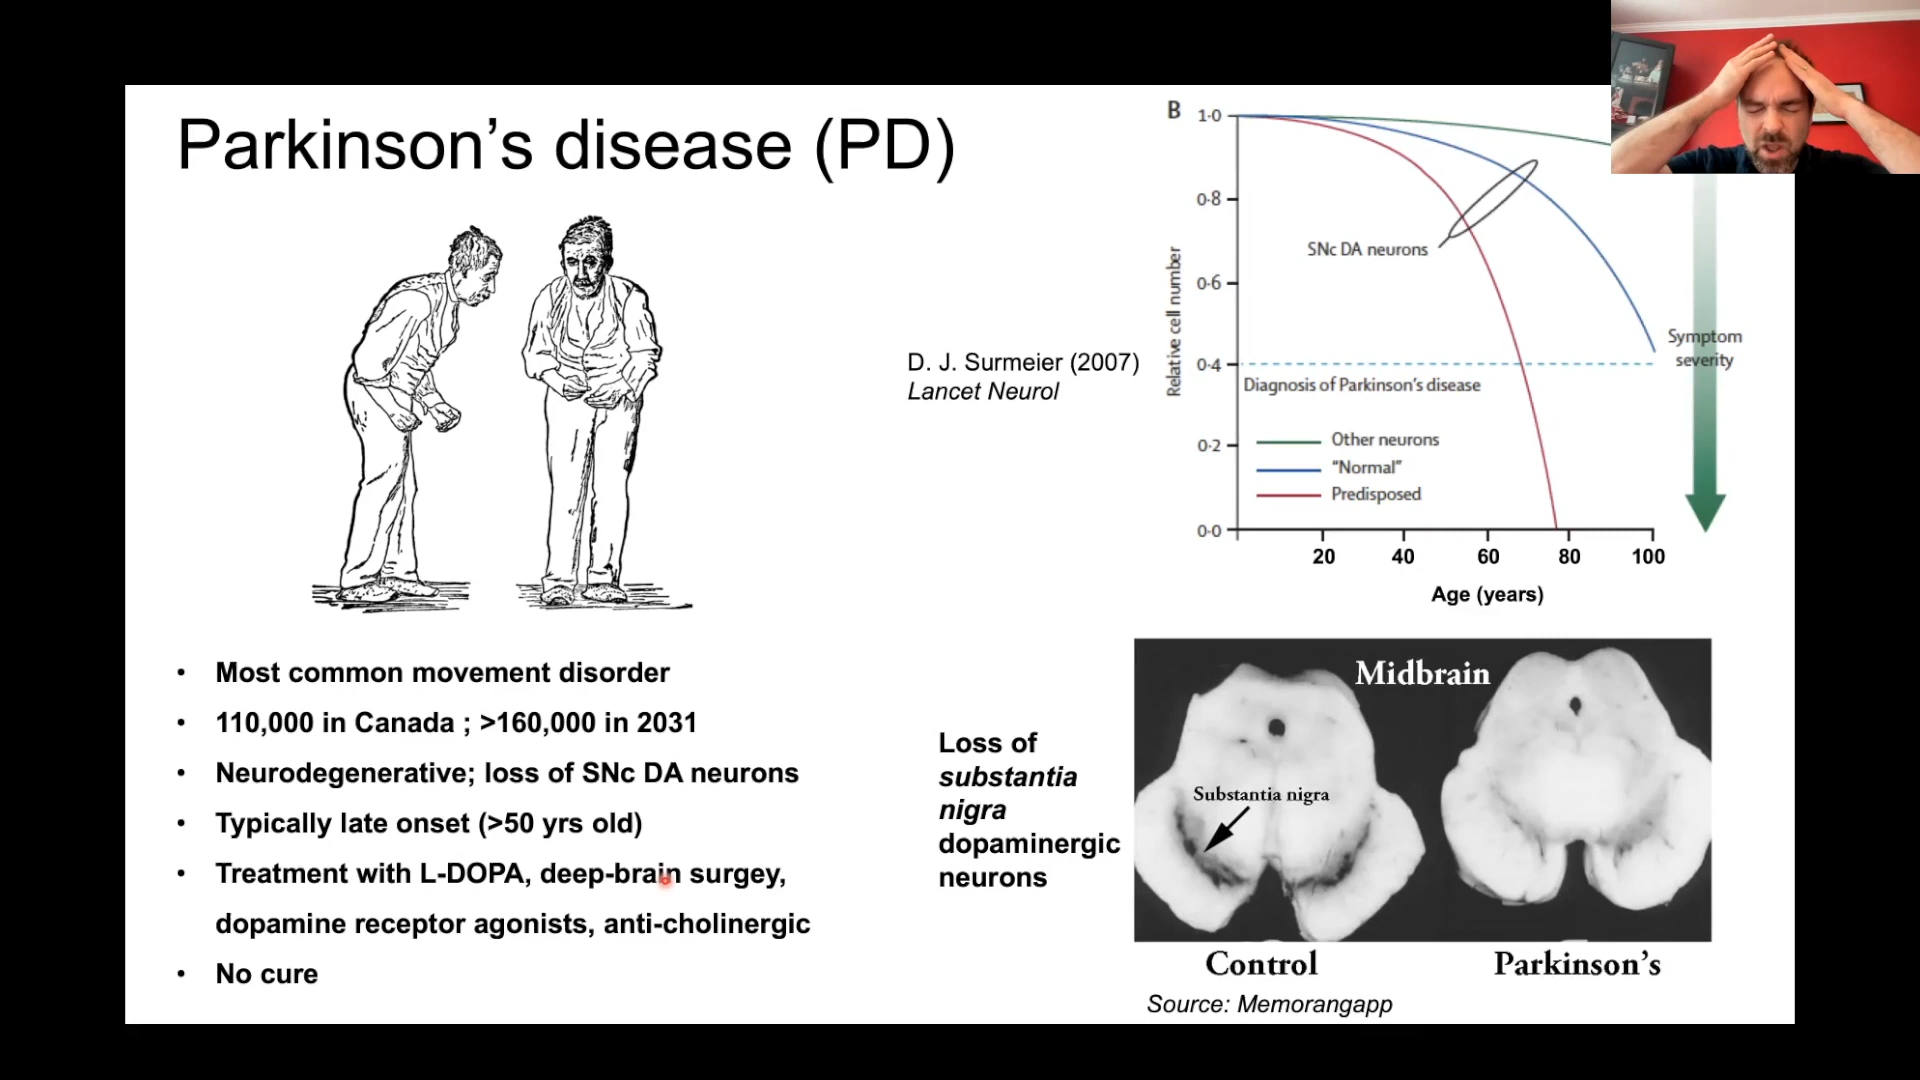 Parkinson’s disease (PD)
D. J. Surmeier (2007)
Lancet Neurol
B
Relative cell number
1·0
0·8
0·6
0·4
0·2
0·0
SNc DA neurons
Diagnosis of Parkinson’s disease
Other neurons
“Normal”
Predisposed
20 40 60 80 100
Age (years)
Symptom
severity
• Most common movement disorder
• 110,000 in Canada ; >160,000 in 2031
• Neurodegenerative; loss of SNc DA neurons
• Typically late onset (>50 yrs old)
• Treatment with L-DOPA, deep-brain surgey,
dopamine receptor agonists, anti-cholinergic
• No cure
Loss of
substantia
nigra
dopaminergic
neurons
Midbrain
Substantia nigra
Control
Parkinson’s
Source: Memorangapp